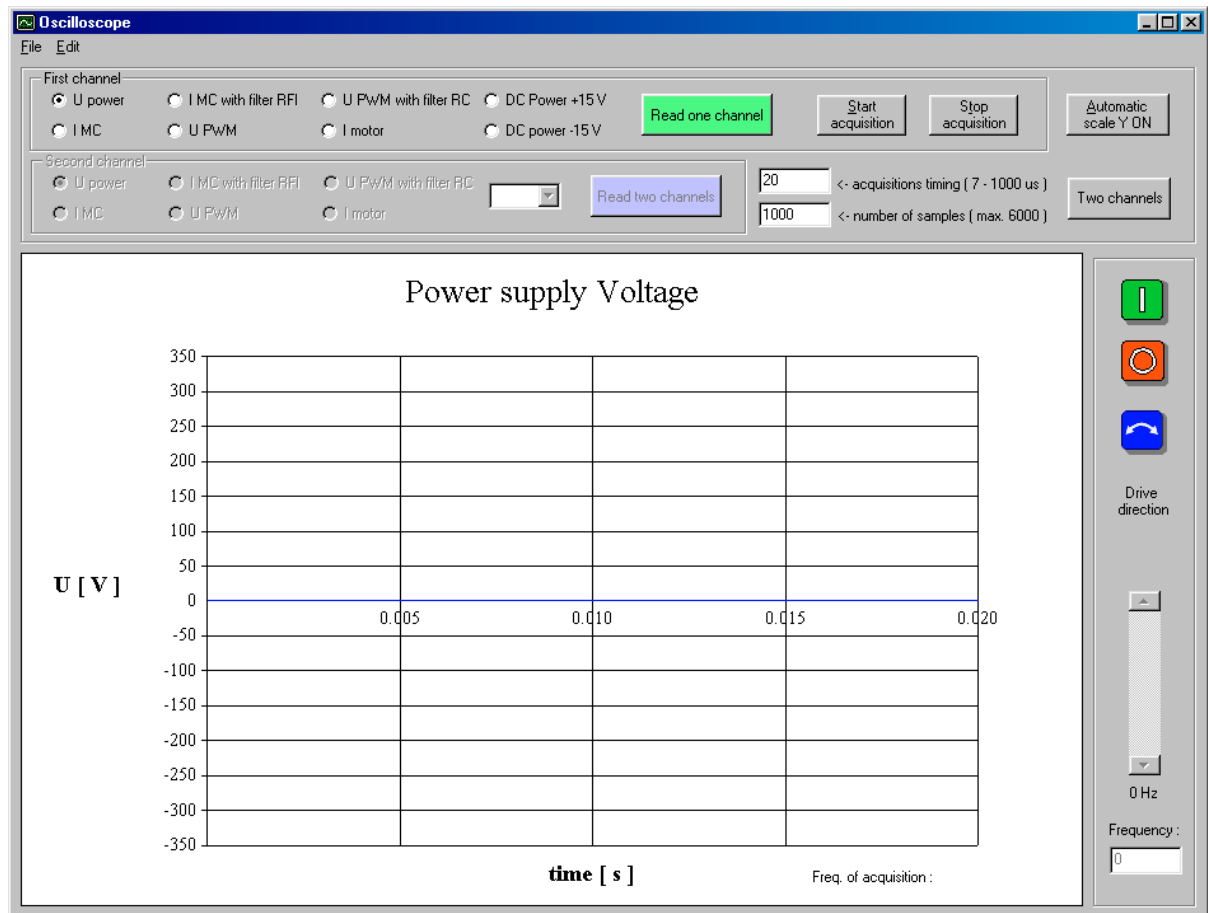 Oscilloscope
File Edit
First channel
U power I MC with filter RFI U PWM with filter RC DC Power +15 V
I MC U PWM I motor DC power -15 V
Read one channel
Start acquisition
Stop acquisition
Automatic scale Y ON
Second channel
U power I MC with filter RFI U PWM with filter RC
I MC U PWM I motor
Read two channels
20 <- acquisitions timing ( 7 - 1000 us )
1000 <- number of samples ( max. 6000 )
Two channels
Power supply Voltage
350
300
250
200
150
100
50
U [ V ]
0
0.005 0.010 0.015 0.020
-50
-100
-150
-200
-250
-300
-350
time [ s ]
Freq. of acquisition :
Drive
direction
0 Hz
Frequency :
0